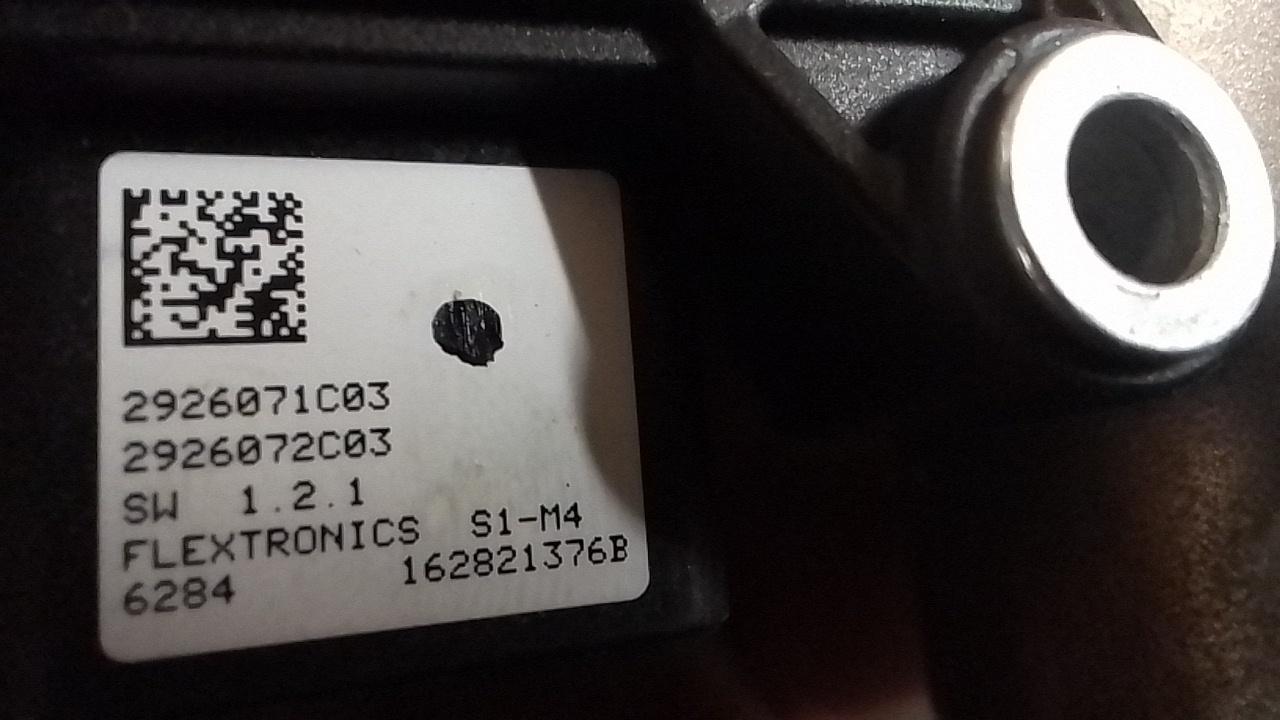 2926071C03
2926072C03
SW 1.2.1
FLEXTRONICS S1-M4
6284 162821376B